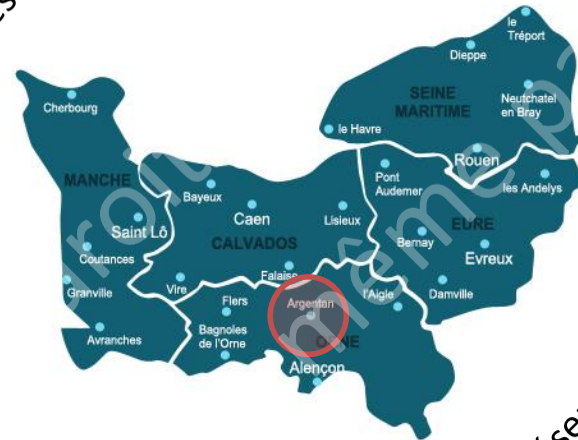 le
Tréport
Dieppe
SEINE
MARITIME
Neutchatel
en Bray
Cherbourg
le Havre
Rouen
MANCHE
Pont
Audemer
les Andelys
Bayeux
Caen
Lisieux
EURE
Saint Lô
CALVADOS
Bernay
Evreux
Coutances
Falaise
Granville
Vire
Flers
Argentan
l'Aigle
Damville
Avranches
Bagnoles
de l'Orne
ORNE
Alençon
droit
même